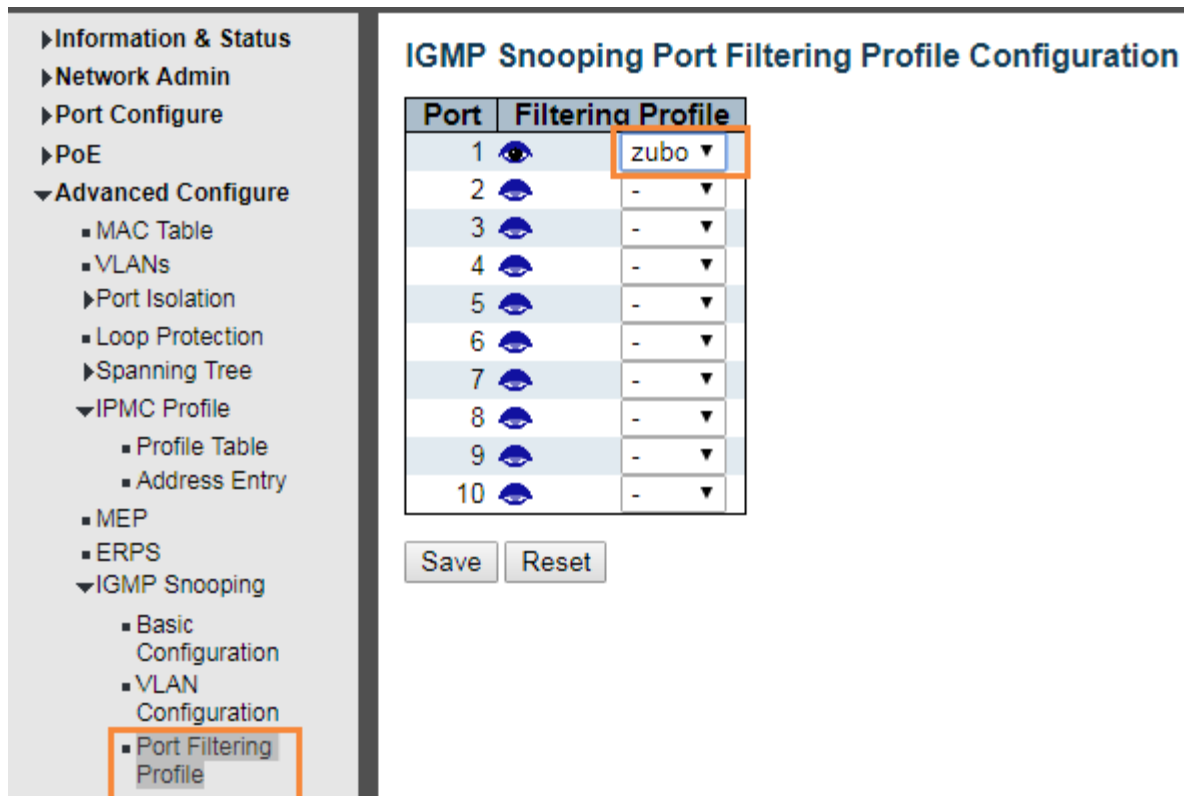 Information & Status
Network Admin
Port Configure
PoE
Advanced Configure
MAC Table
VLANs
Port Isolation
Loop Protection
Spanning Tree
IPMC Profile
Profile Table
Address Entry
MEP
ERPS
IGMP Snooping
Basic
Configuration
VLAN
Configuration
Port Filtering
Profile
IGMP Snooping Port Filtering Profile Configuration
Port Filtering Profile
1 zubo
2 -
3 -
4 -
5 -
6 -
7 -
8 -
9 -
10 -
Save Reset